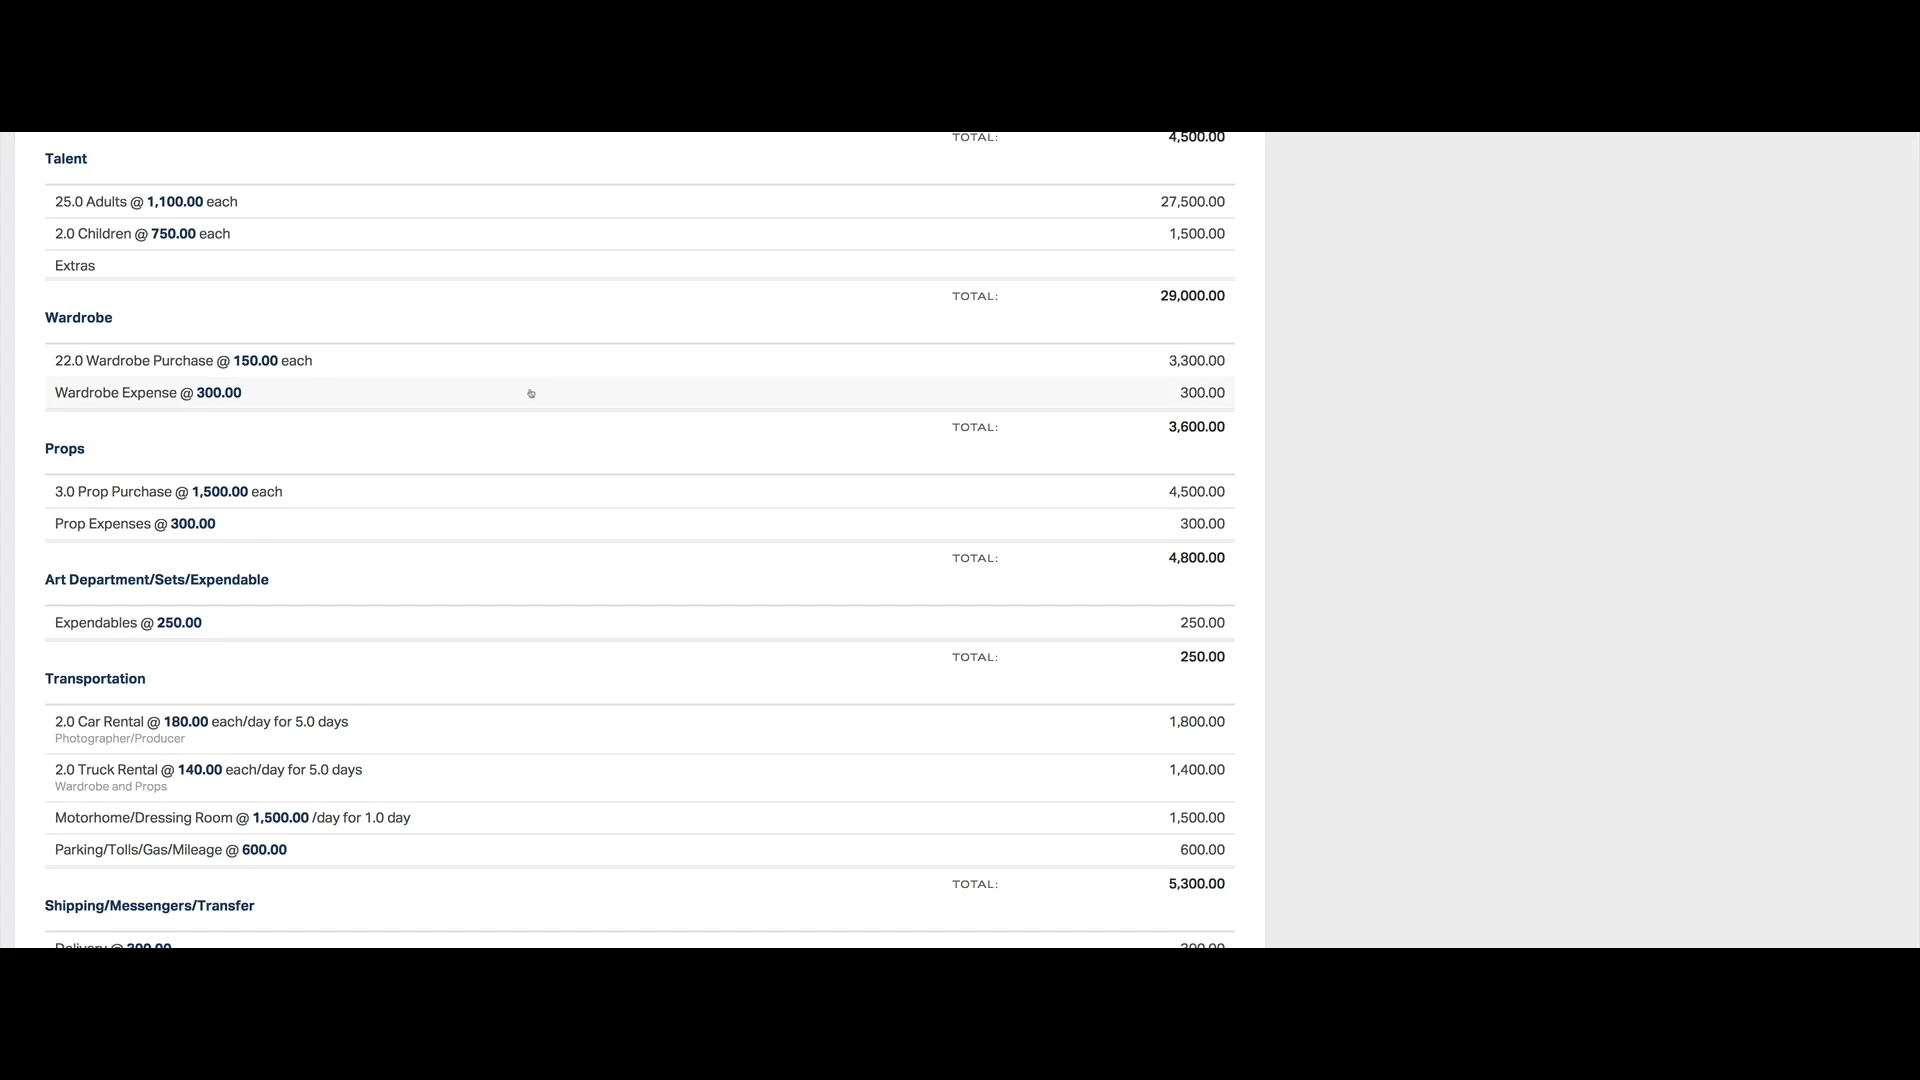 TOTAL: 4,500.00
Talent
25.0 Adults @ 1,100.00 each 27,500.00
2.0 Children @ 750.00 each 1,500.00
Extras
TOTAL: 29,000.00
Wardrobe
22.0 Wardrobe Purchase @ 150.00 each 3,300.00
Wardrobe Expense @ 300.00 300.00
TOTAL: 3,600.00
Props
3.0 Prop Purchase @ 1,500.00 each 4,500.00
Prop Expenses @ 300.00 300.00
TOTAL: 4,800.00
Art Department/Sets/Expendable
Expendables @ 250.00 250.00
TOTAL: 250.00
Transportation
2.0 Car Rental @ 180.00 each/day for 5.0 days 1,800.00
Photographer/Producer
2.0 Truck Rental @ 140.00 each/day for 5.0 days 1,400.00
Wardrobe and Props
Motorhome/Dressing Room @ 1,500.00 /day for 1.0 day 1,500.00
Parking/Tolls/Gas/Mileage @ 600.00 600.00
TOTAL: 5,300.00
Shipping/Messengers/Transfer
Delivery @ 300.00 300.00